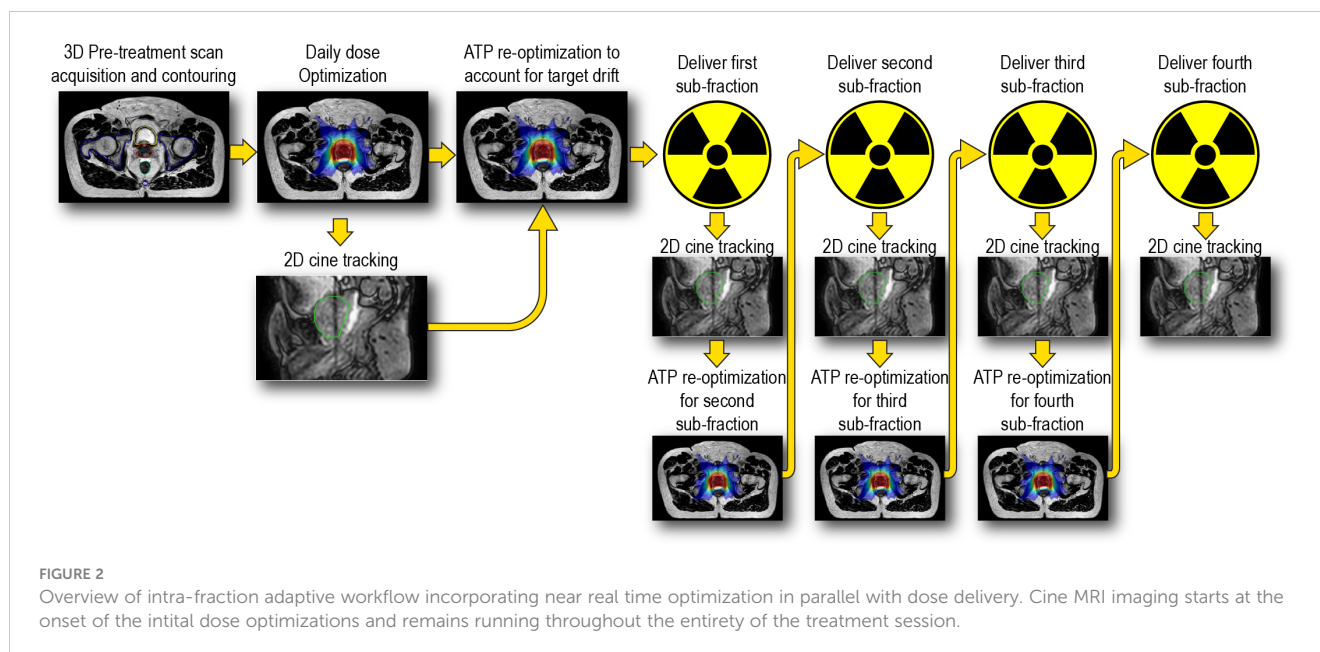 3D Pre-treatment scan
acquisition and contouring
Daily dose
Optimization
ATP re-optimization to
account for target drift
Deliver first
sub-fraction
Deliver second
sub-fraction
Deliver third
sub-fraction
Deliver fourth
sub-fraction
2D cine tracking
2D cine tracking
2D cine tracking
2D cine tracking
2D cine tracking
ATP re-optimization
for second
sub-fraction
ATP re-optimization
for third
sub-fraction
ATP re-optimization
for fourth
sub-fraction
FIGURE 2
Overview of intra-fraction adaptive workflow incorporating near real time optimization in parallel with dose delivery. Cine MRI imaging starts at the
onset of the intital dose optimizations and remains running throughout the entirety of the treatment session.